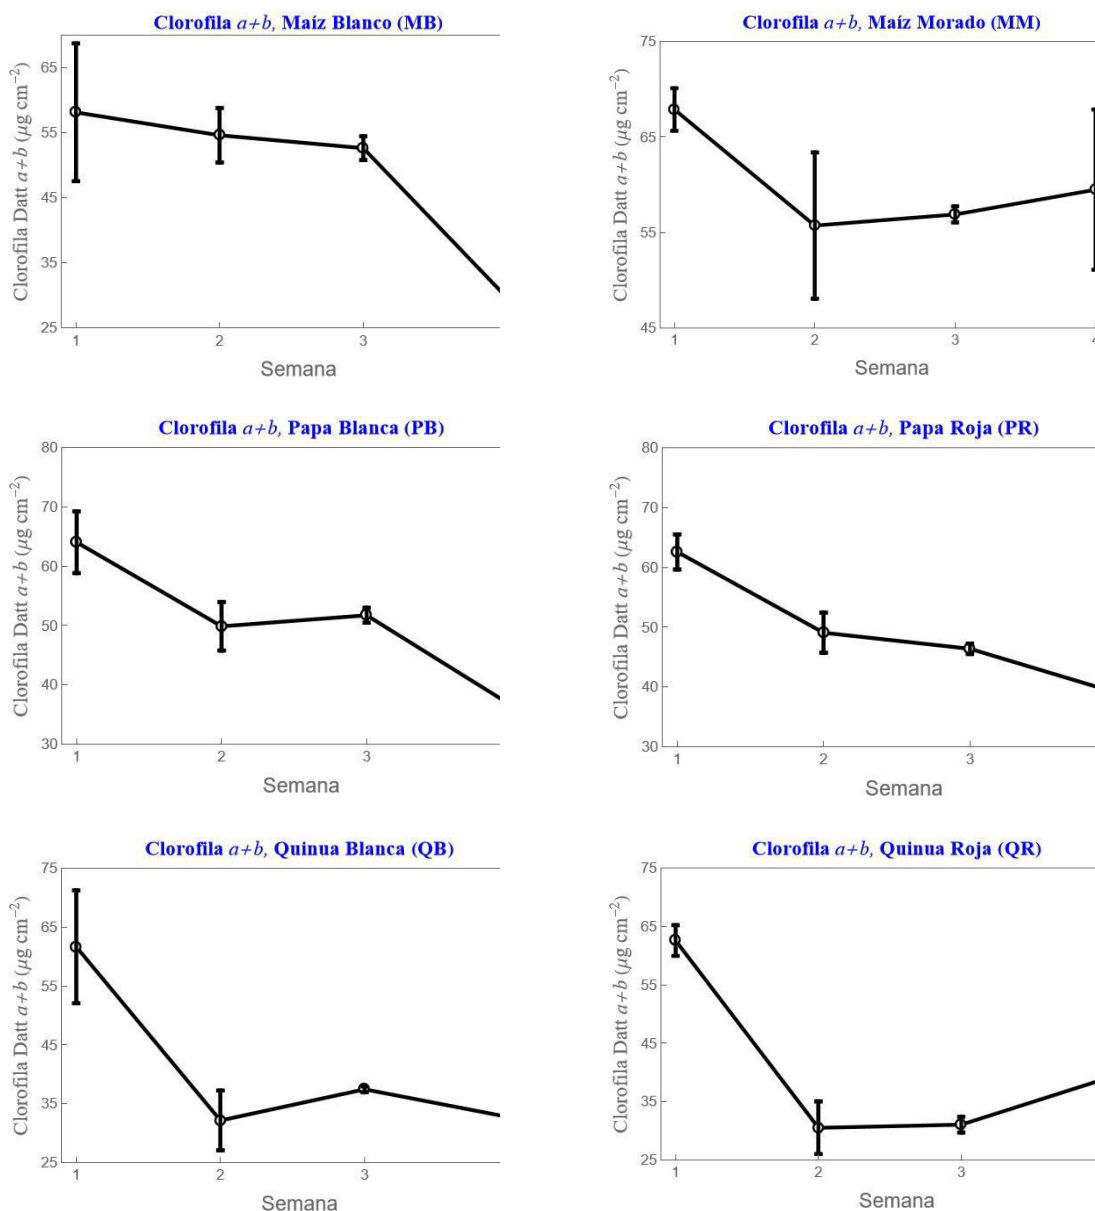 Clorofila a+b, Maíz Blanco (MB)
Clorofila Datt a+b (µg cm−2)
65
55
45
35
25
1 2 3
Semana
Clorofila a+b, Maíz Morado (MM)
Clorofila Datt a+b (µg cm−2)
75
65
55
45
1 2 3 4
Semana
Clorofila a+b, Papa Blanca (PB)
Clorofila Datt a+b (µg cm−2)
80
70
60
50
40
30
1 2 3
Semana
Clorofila a+b, Papa Roja (PR)
Clorofila Datt a+b (µg cm−2)
80
70
60
50
40
30
1 2 3
Semana
Clorofila a+b, Quinua Blanca (QB)
Clorofila Datt a+b (µg cm−2)
75
65
55
45
35
25
1 2 3
Semana
Clorofila a+b, Quinua Roja (QR)
Clorofila Datt a+b (µg cm−2)
75
65
55
45
35
25
1 2 3
Semana